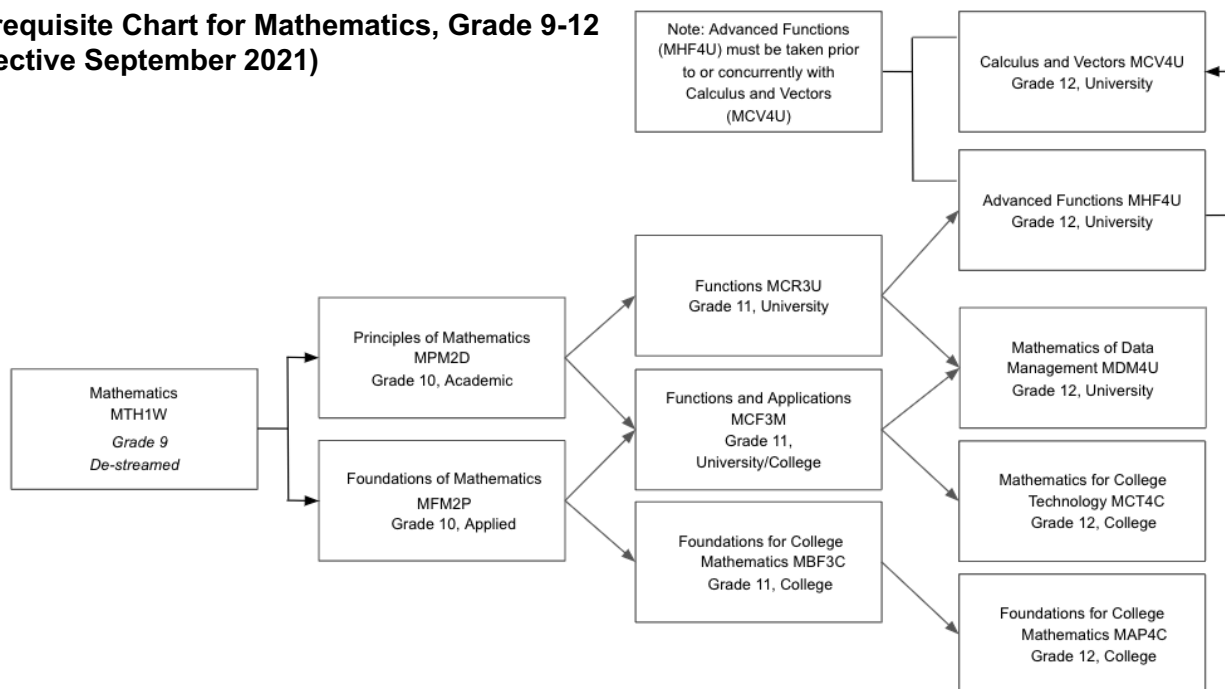 requisite Chart for Mathematics, Grade 9-12
ective September 2021)
Note: Advanced Functions
(MHF4U) must be taken prior
to or concurrently with
Calculus and Vectors
(MCV4U)
Calculus and Vectors MCV4U
Grade 12, University
Advanced Functions MHF4U
Grade 12, University
Functions MCR3U
Grade 11, University
Principles of Mathematics
MPM2D
Grade 10, Academic
Mathematics of Data
Management MDM4U
Grade 12, University
Mathematics
MTH1W
Grade 9
De-streamed
Functions and Applications
MCF3M
Grade 11,
University/College
Foundations of Mathematics
MFM2P
Grade 10, Applied
Mathematics for College
Technology MCT4C
Grade 12, College
Foundations for College
Mathematics MBF3C
Grade 11, College
Foundations for College
Mathematics MAP4C
Grade 12, College